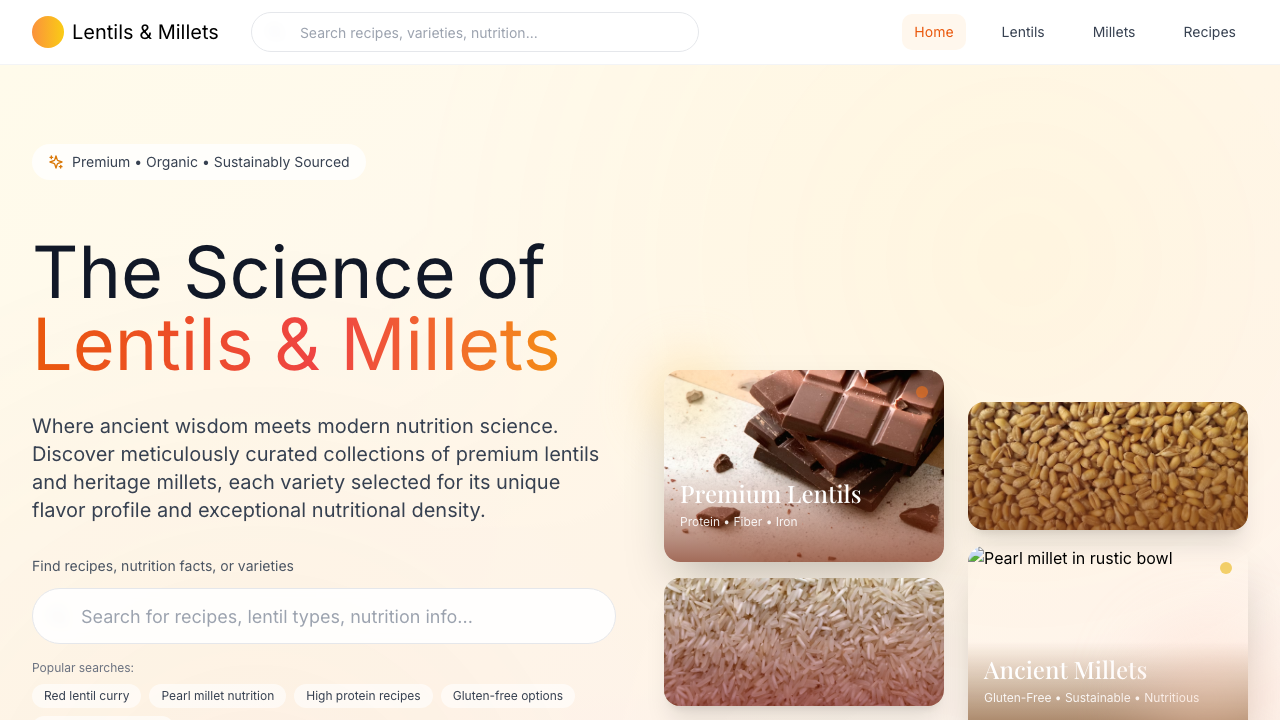 Lentils & Millets
Search recipes, varieties, nutrition...
Home
Lentils
Millets
Recipes
Premium • Organic • Sustainably Sourced
The Science of
Lentils & Millets
Where ancient wisdom meets modern nutrition science.
Discover meticulously curated collections of premium lentils
and heritage millets, each variety selected for its unique
flavor profile and exceptional nutritional density.
Find recipes, nutrition facts, or varieties
Search for recipes, lentil types, nutrition info...
Popular searches:
Red lentil curry
Pearl millet nutrition
High protein recipes
Gluten-free options
Premium Lentils
Protein • Fiber • Iron
Pearl millet in rustic bowl
Ancient Millets
Gluten-Free • Sustainable • Nutritious